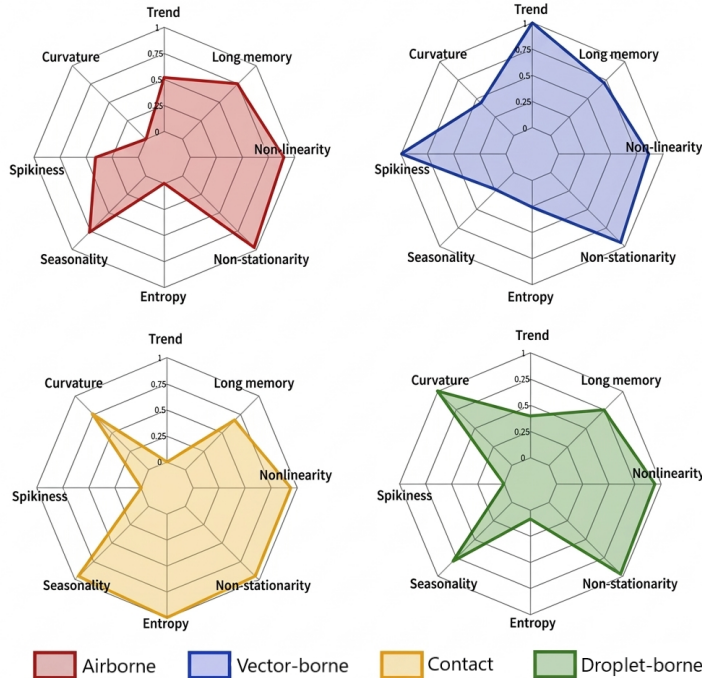 Trend
1
Curvature
0.75
Long memory
0.5
0.25
0
Non-linearity
Spikiness
Seasonality
Non-stationarity
Entropy
Trend
1
Curvature
0.75
Long memory
0.5
0.25
0
Non-linearity
Spikiness
Seasonality
Non-stationarity
Entropy
Trend
1
Curvature
0.75
Long memory
0.5
0.25
0
Nonlinearity
Spikiness
Seasonality
Non-stationarity
Entropy
Trend
1
Curvature
0.75
Long memory
0.5
0.25
0
Nonlinearity
Spikiness
Seasonality
Non-stationarity
Entropy
Airborne
Vector-borne
Contact
Droplet-borne